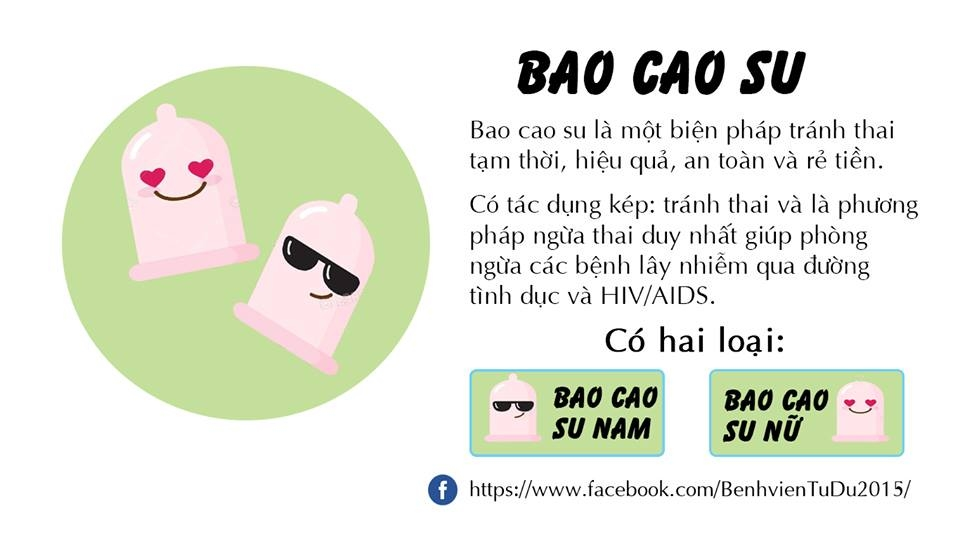 BAO CAO SU
Bao cao su là một biện pháp tránh thai
tạm thời, hiệu quả, an toàn và rẻ tiền.
Có tác dụng kép: tránh thai và là phương
pháp ngừa thai duy nhất giúp phòng
ngừa các bệnh lây nhiễm qua đường
tình dục và HIV/AIDS.
Có hai loại:
BAO CAO
SU NAM
BAO CAO
SU NỮ
https://www.facebook.com/BenhvienTuDu2015/